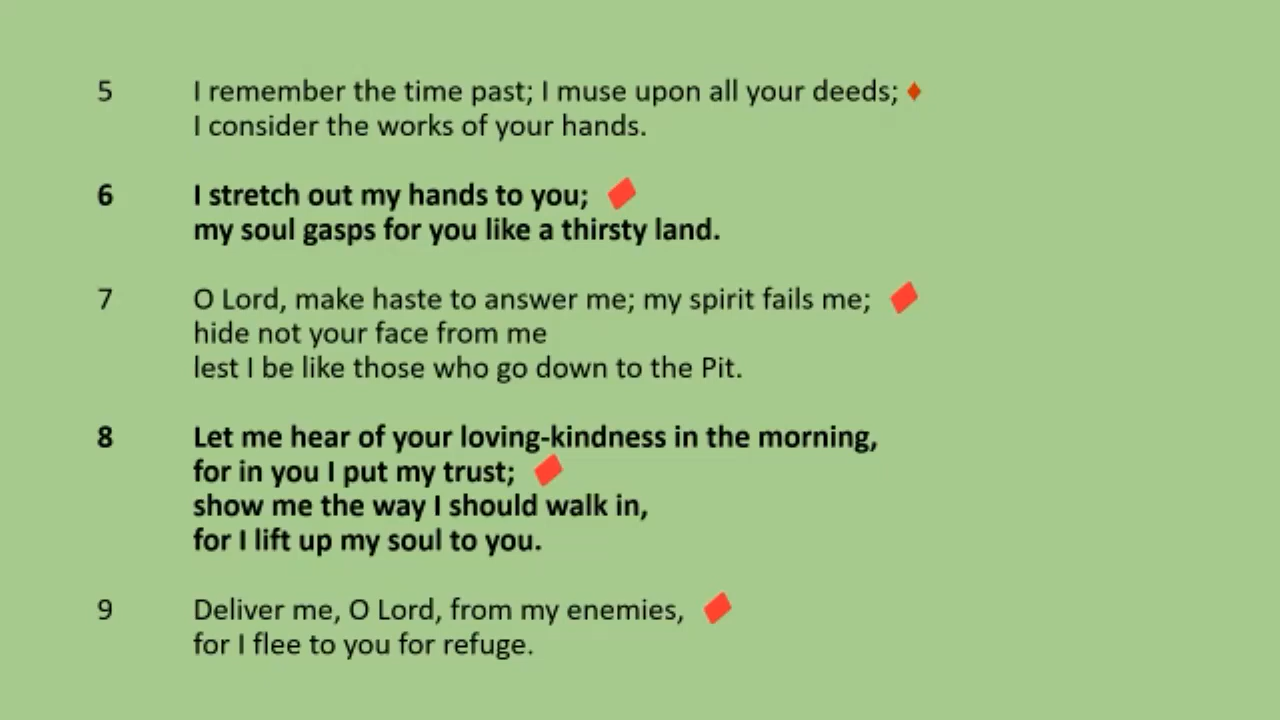 5 I remember the time past; I muse upon all your deeds; ♦
I consider the works of your hands.
6 I stretch out my hands to you; ♦
my soul gasps for you like a thirsty land.
7 O Lord, make haste to answer me; my spirit fails me; ♦
hide not your face from me
lest I be like those who go down to the Pit.
8 Let me hear of your loving-kindness in the morning,
for in you I put my trust; ♦
show me the way I should walk in,
for I lift up my soul to you.
9 Deliver me, O Lord, from my enemies, ♦
for I flee to you for refuge.